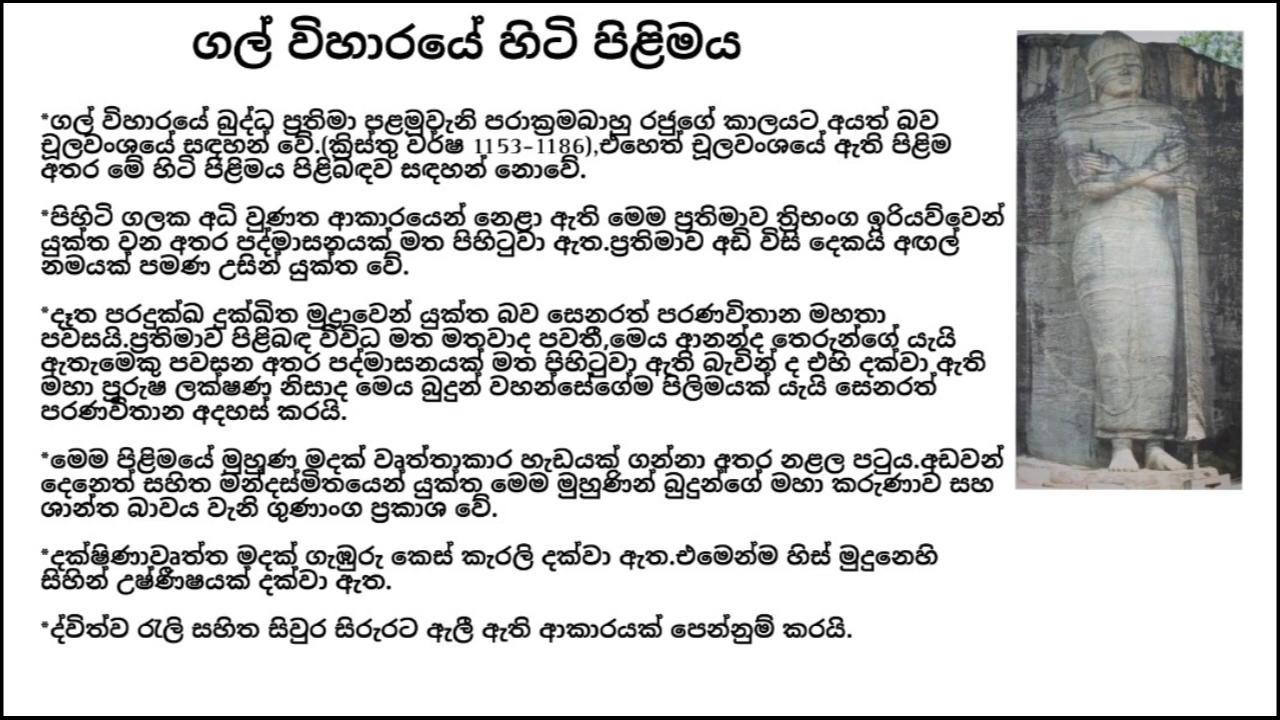 ගල් විහාරයේ හිටි පිළිමය
*ගල් විහාරයේ බුද්ධ ප්‍රතිමා පළමුවැනි පරාක්‍රමබාහු රජුගේ කාලයට අයත් බව
චූලවංශයේ සඳහන් වේ.(ක්‍රිස්තු වර්ෂ 1153-1186),එහෙත් චූලවංශයේ ඇති පිළිම
අතර මේ හිටි පිළිමය පිළිබඳව සඳහන් නොවේ.
*පිහිටි ගලක අධි වුණත ආකාරයෙන් නෙළා ඇති මෙම ප්‍රතිමාව ත්‍රිභංග ඉරියව්වෙන්
යුක්ත වන අතර පද්මාසනයක් මත පිහිටුවා ඇත.ප්‍රතිමාව අඩි විසි දෙකයි අඟල්
නමයක් පමණ උසින් යුක්ත වේ.
*දෑත පරදුක්ඛ දුක්ඛිත මුද්‍රාවෙන් යුක්ත බව සෙනරත් පරණවිතාන මහතා
පවසයි.ප්‍රතිමාව පිළිබඳ විවිධ මත මතවාද පවතී,මෙය ආනන්ද තෙරුන්ගේ යැයි
ඇතැමෙකු පවසන අතර පද්මාසනයක් මත පිහිටුවා ඇති බැවින් ද එහි දක්වා ඇති
මහා පුරුෂ ලක්ෂණ නිසාද මෙය බුදුන් වහන්සේගේම පිලිමයක් යැයි සෙනරත්
පරණවිතාන අදහස් කරයි.
*මෙම පිළිමයේ මුහුණ මදක් වෘත්තාකාර හැඩයක් ගන්නා අතර නළල පටුය.අඩවන්
දෙනෙත් සහිත මන්දස්මිතයෙන් යුක්ත මෙම මුහුණින් බුදුන්ගේ මහා කරුණාව සහ
ශාන්ත බාවය වැනි ගුණාංග ප්‍රකාශ වේ.
*දක්ෂිණාවෘත්ත මදක් ගැඹුරු කෙස් කැරලි දක්වා ඇත.එමෙන්ම හිස් මුදුනෙහි
සිහින් උෂ්ණීෂයක් දක්වා ඇත.
*ද්විත්ව රැලි සහිත සිවුර සිරුරට ඇලී ඇති ආකාරයක් පෙන්නුම් කරයි.